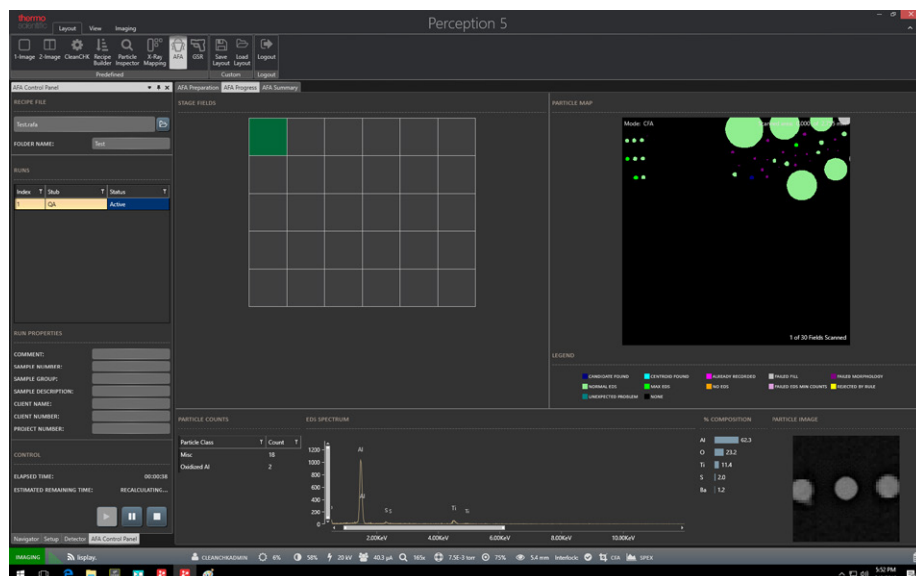 thermo
scientific
Layout View Imaging
Perception 5
1-Image 2-Image CleanCHK Recipe Builder Particle Inspector X-Ray Mapping AFA GSR Save Layout Load Layout Logout
Predefined Custom Logout
AFA Control Panel
AFA Preparation AFA Progress AFA Summary
RECIPE FILE
STAGE FIELDS
PARTICLE MAP
Test.rafa
FOLDER NAME: Test
Mode: CFA
RUNS
Index Stub Status
1 QA Active
1 of 30 Fields Scanned
RUN PROPERTIES
COMMENT:
SAMPLE NUMBER:
SAMPLE GROUP:
SAMPLE DESCRIPTION:
CLIENT NAME:
CLIENT NUMBER:
PROJECT NUMBER:
LEGEND
CANDIDATE FOUND CENTROID FOUND ALREADY RECORDED FAILED FILL FAILED MORPHOLOGY
NORMAL EDS MAX EDS NO EDS FAILED EDS MIN COUNTS REJECTED BY RULE
UNEXPECTED PROBLEM NONE
PARTICLE COUNTS
EDS SPECTRUM
% COMPOSITION
PARTICLE IMAGE
Particle Class Count
Misc 18
Oxidized Al 2
1200
1000
800
600
400
200
0
Al
Al
S S
Ti
Ti
2.00KeV 4.00KeV 6.00KeV 8.00KeV 10.00KeV
Al 62.3
O 23.2
Ti 11.4
S 2.0
Ba 1.2
CONTROL
ELAPSED TIME: 00:00:38
ESTIMATED REMAINING TIME: RECALCULATING...
Navigator Setup Detector AFA Control Panel
IMAGING lisplay. CLEANCHKADMIN 6% 58% 20 kV 40.3 µA 165x 7.5E-3 torr 75% 5.4 mm Interlock: CFA SPEX
5:52 PM